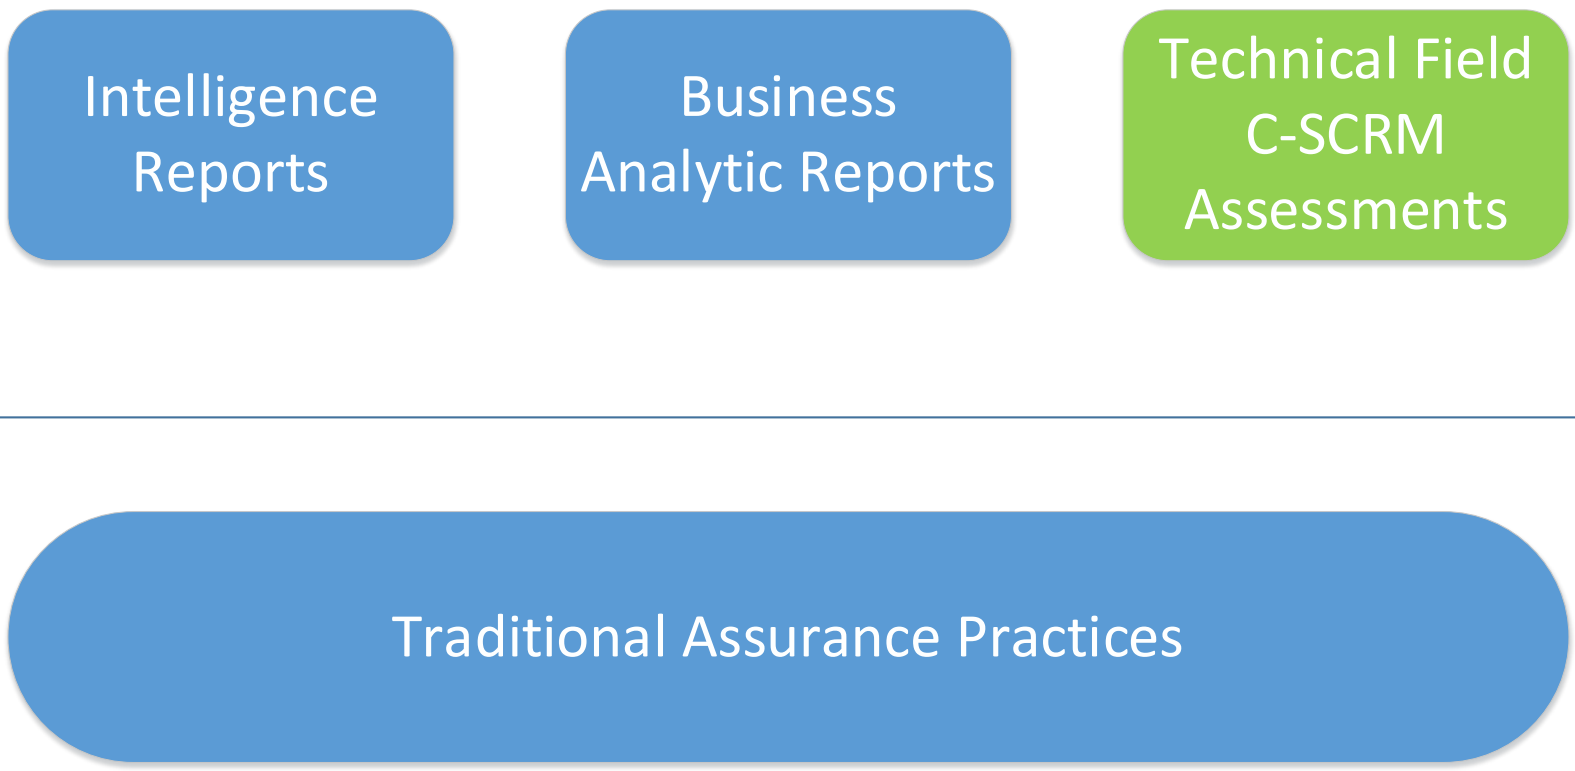 Intelligence
Reports
Business
Analytic Reports
Technical Field
C-SCRM
Assessments
Traditional Assurance Practices